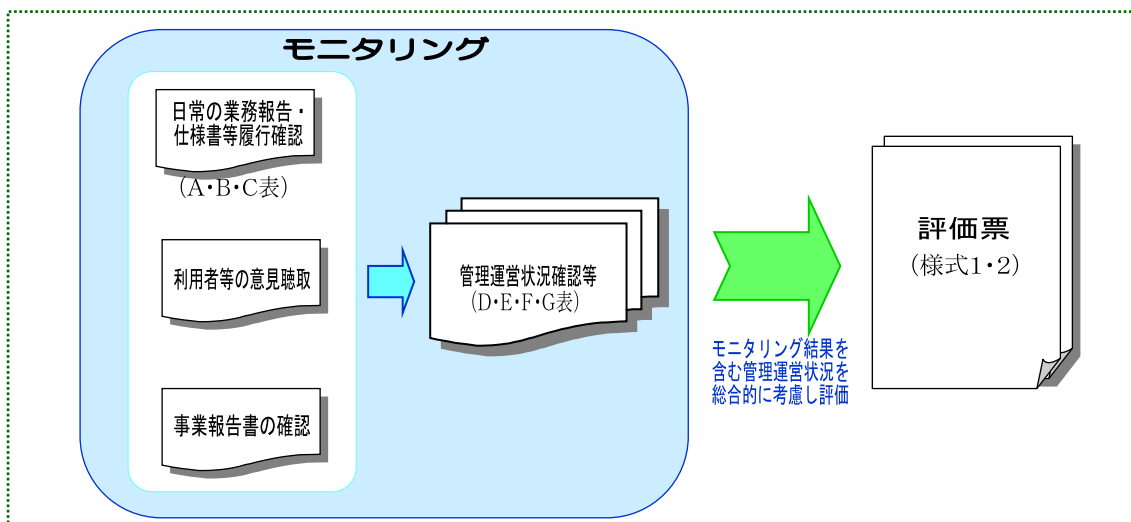 モニタリング
日常の業務報告・
仕様書等履行確認
（A・B・C表）
利用者等の意見聴取
事業報告書の確認
管理運営状況確認等
（D・E・F・G表）
モニタリング結果を
含む管理運営状況を
総合的に考慮し評価
評価票
（様式1・2）